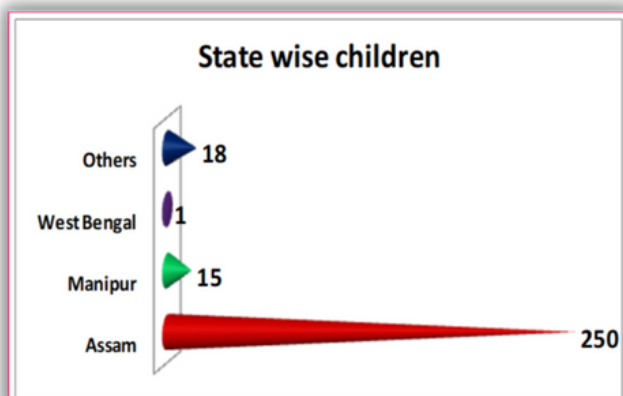 State wise children
Others 18
West Bengal 1
Manipur 15
Assam 250